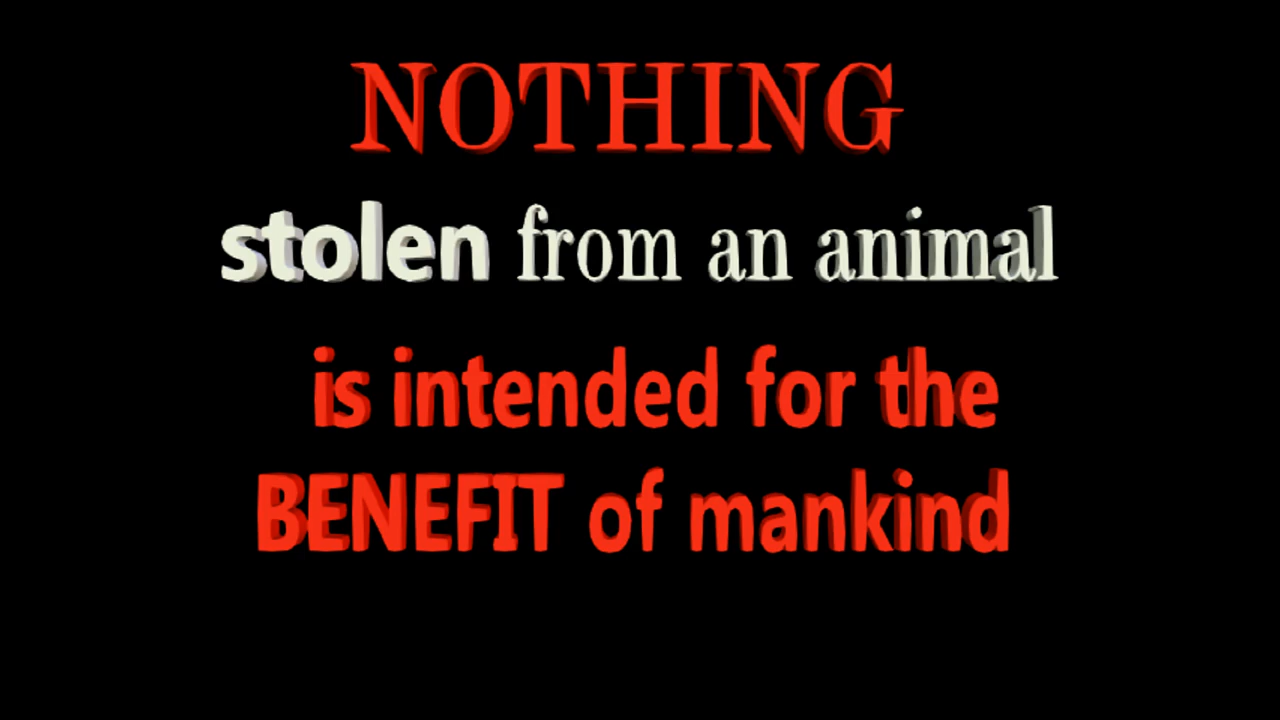 NOTHING
stolen from an animal
is intended for the
BENEFIT of mankind